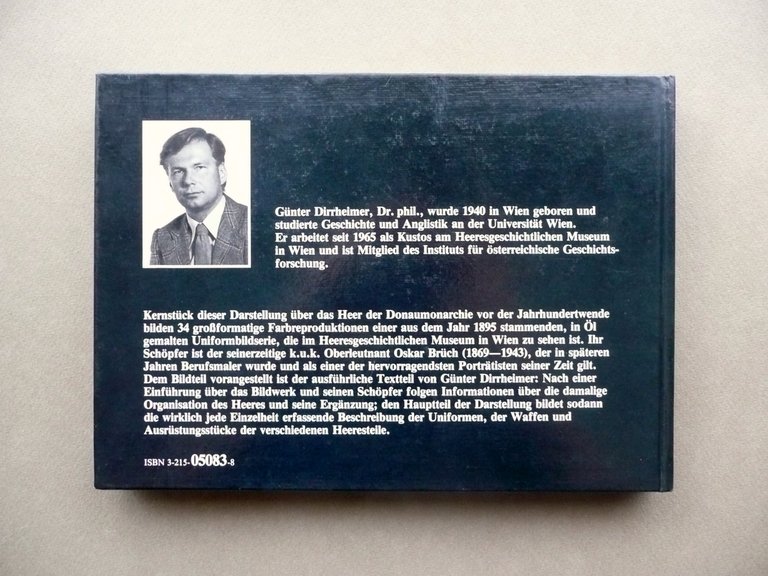 Günter Dirrheimer, Dr. phil., wurde 1940 in Wien geboren und
studierte Geschichte und Anglistik an der Universität Wien.
Er arbeitet seit 1965 als Kustos am Heeresgeschichtlichen Museum
in Wien und ist Mitglied des Instituts für österreichische Geschichts-
forschung.
Kernstück dieser Darstellung über das Heer der Donaumonarchie vor der Jahrhundertwende
bilden 34 großformatige Farbreproduktionen einer aus dem Jahr 1895 stammenden, in Öl
gemalten Uniformbildserie, die im Heeresgeschichtlichen Museum in Wien zu sehen ist. Ihr
Schöpfer ist der seinerzeitige k.u.k. Oberleutnant Oskar Brüch (1869—1943), der in späteren
Jahren Berufsmaler wurde und als einer der hervorragendsten Porträtisten seiner Zeit gilt.
Dem Bildteil vorangestellt ist der ausführliche Textteil von Günter Dirrheimer: Nach einer
Einführung über das Bildwerk und seinen Schöpfer folgen Informationen über die damalige
Organisation des Heeres und seine Ergänzung; den Hauptteil der Darstellung bildet sodann
die wirklich jede Einzelheit erfassende Beschreibung der Uniformen, der Waffen und
Ausrüstungsstücke der verschiedenen Heeresteile.
ISBN 3-215-05083-8